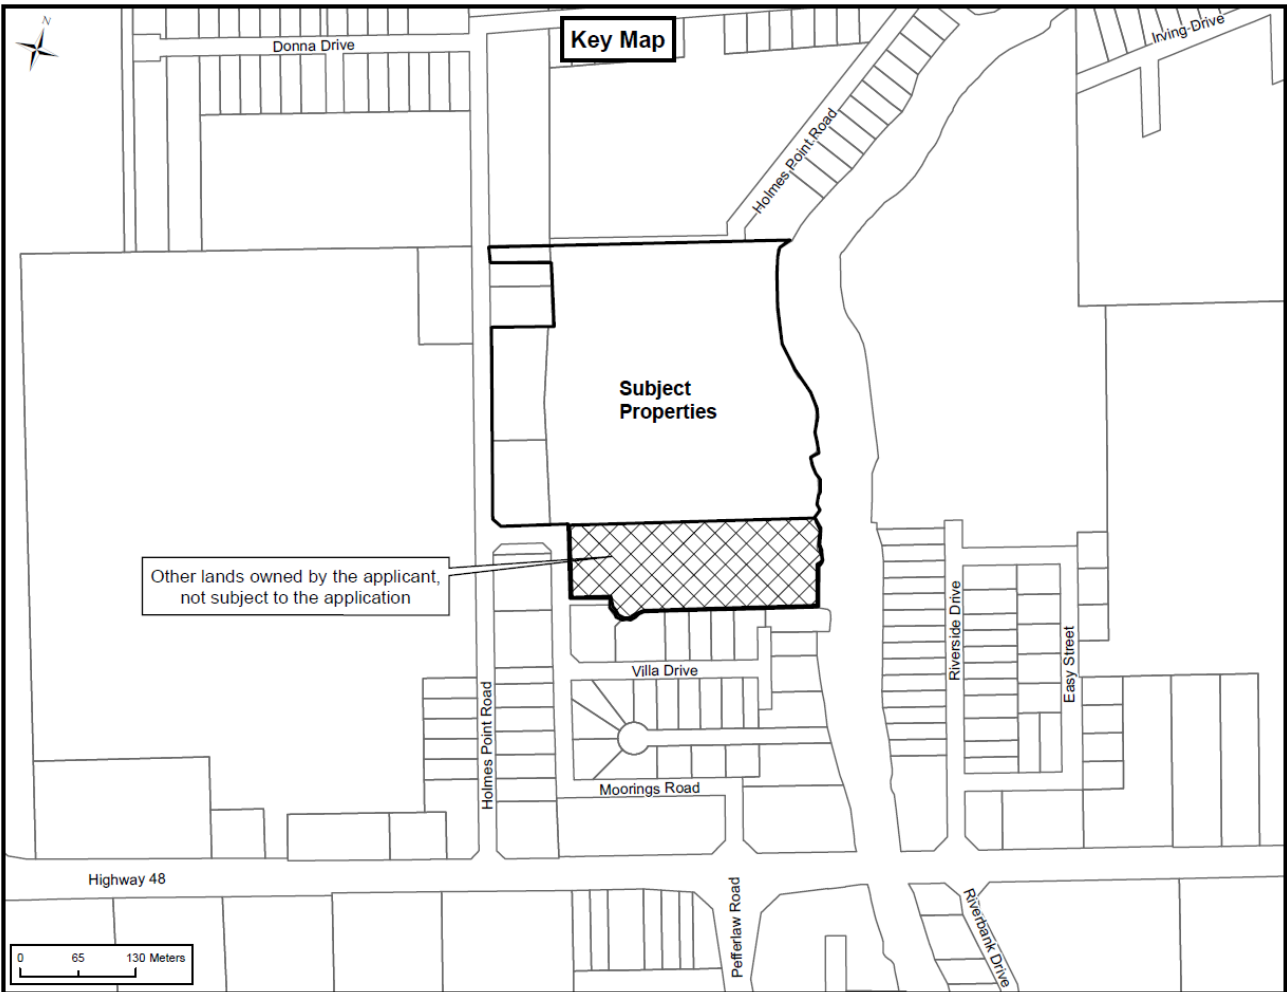 N
Key Map
Donna Drive
Irving Drive
Holmes Point Road
Subject
Properties
Other lands owned by the applicant,
not subject to the application
Riverside Drive
Easy Street
Villa Drive
Holmes Point Road
Moorings Road
Highway 48
Pefferlaw Road
Riverbank Drive
0 65 130 Meters